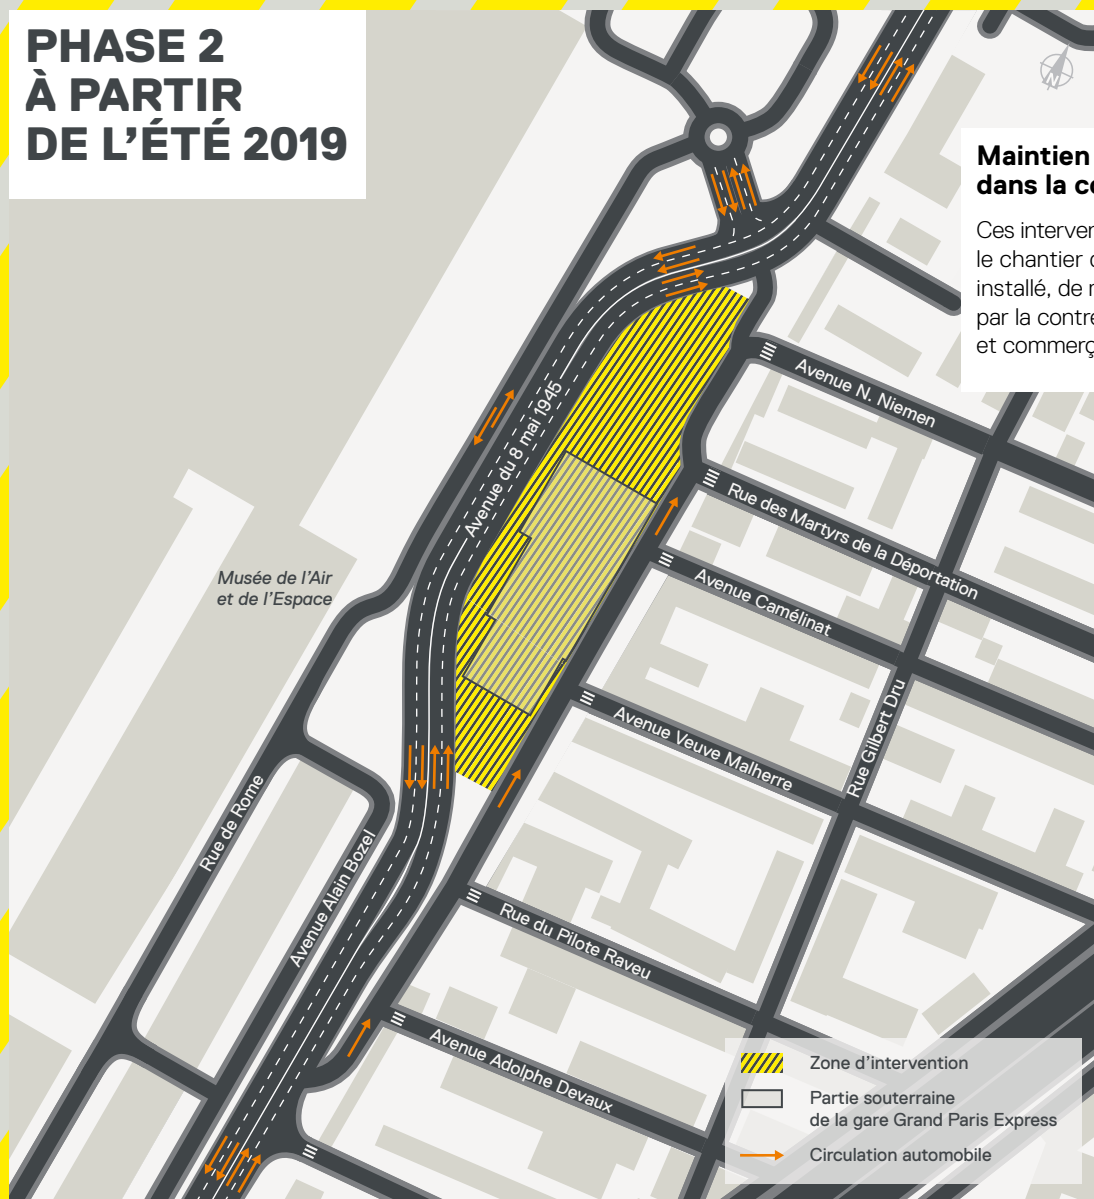 PHASE 2
À PARTIR
DE L'ÉTÉ 2019
N
Maintien
dans la
Ces
le chantier
installé, de
par la
et
Avenue N. Niemen
Avenue du 8 mai 1945
Rue des Martyrs de la Déportation
Musée de l'Air
et de l'Espace
Avenue Camélinat
Avenue Veuve Malherre
Rue Gilbert Dru
Rue de Rome
Avenue Alain Bozel
Rue du Pilote Raveu
Avenue Adolphe Devaux
Zone d'intervention
Partie souterraine
de la gare Grand Paris Express
Circulation automobile